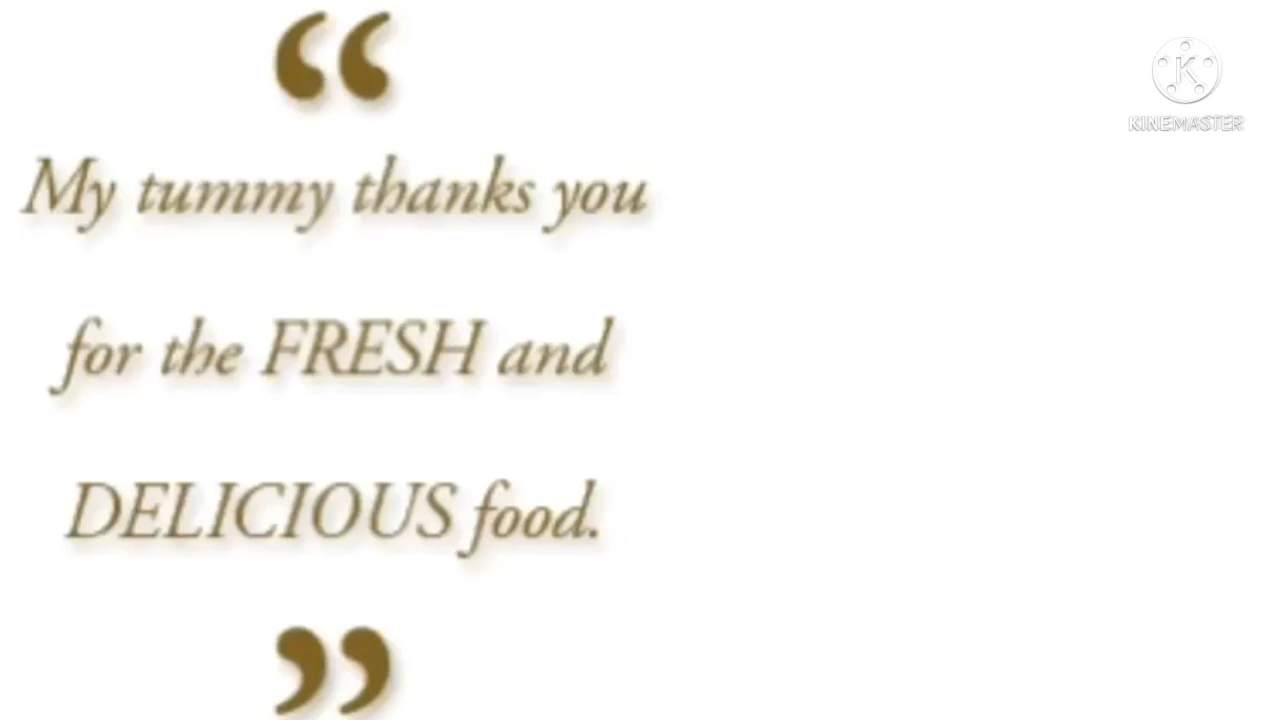 “
My tummy thanks you
for the FRESH and
DELICIOUS food.
”
K
KINEMASTER